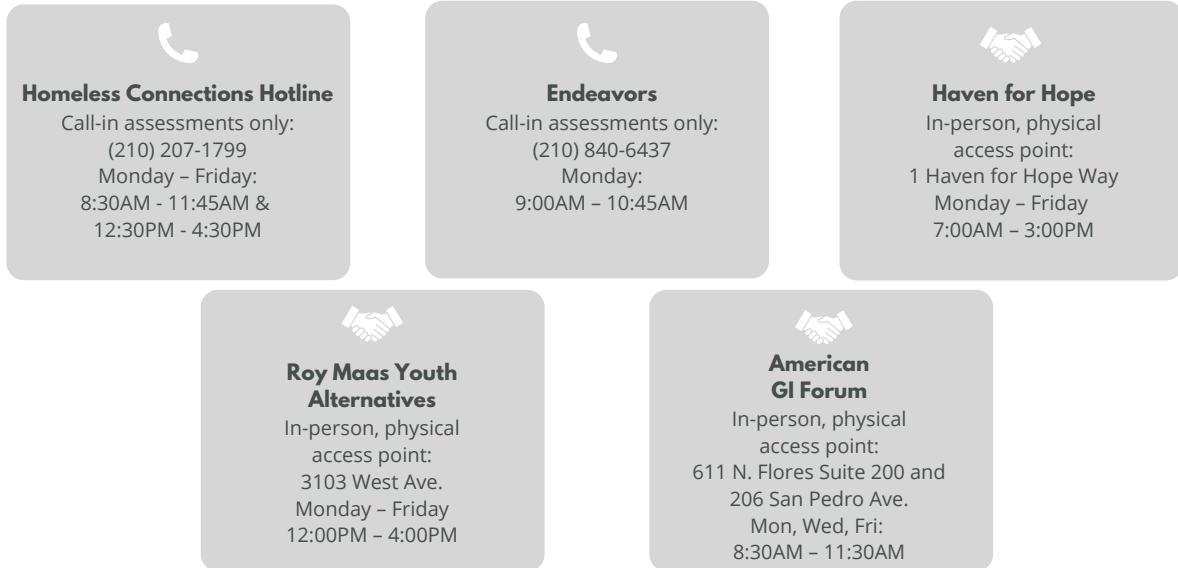 Homeless Connections Hotline
Call-in assessments only:
(210) 207-1799
Monday – Friday:
8:30AM - 11:45AM &
12:30PM - 4:30PM
Endeavors
Call-in assessments only:
(210) 840-6437
Monday:
9:00AM – 10:45AM
Haven for Hope
In-person, physical
access point:
1 Haven for Hope Way
Monday – Friday
7:00AM – 3:00PM
Roy Maas Youth
Alternatives
In-person, physical
access point:
3103 West Ave.
Monday – Friday
12:00PM – 4:00PM
American
GI Forum
In-person, physical
access point:
611 N. Flores Suite 200 and
206 San Pedro Ave.
Mon, Wed, Fri:
8:30AM – 11:30AM